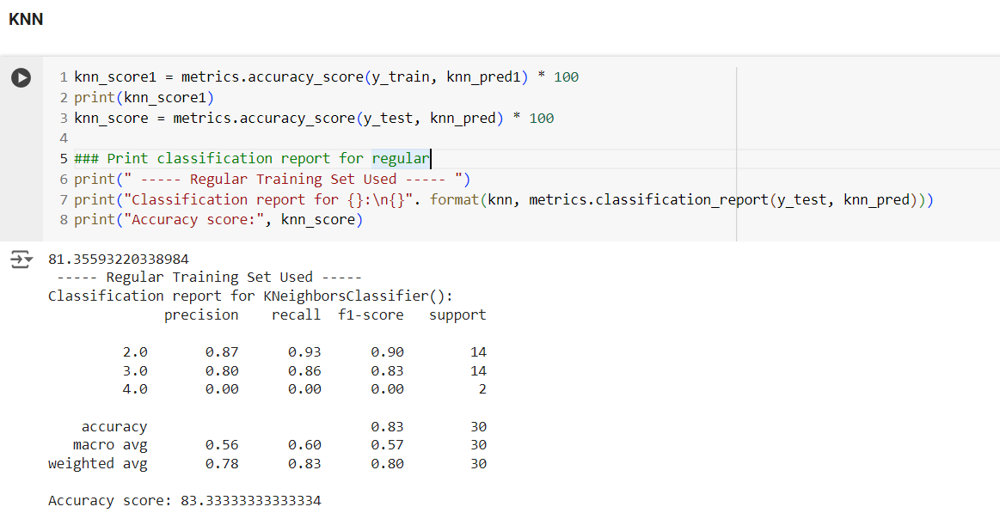 KNN
1 knn_score1 = metrics.accuracy_score(y_train, knn_pred1) * 100
2 print(knn_score1)
3 knn_score = metrics.accuracy_score(y_test, knn_pred) * 100
4
5 ### Print classification report for regular
6 print(" ----- Regular Training Set Used ----- ")
7 print("Classification report for {}:\n{}". format(knn, metrics.classification_report(y_test, knn_pred)))
8 print("Accuracy score:", knn_score)
81.35593220338984
----- Regular Training Set Used -----
Classification report for KNeighborsClassifier():
precision recall f1-score support
2.0 0.87 0.93 0.90 14
3.0 0.80 0.86 0.83 14
4.0 0.00 0.00 0.00 2
accuracy 0.83 30
macro avg 0.56 0.60 0.57 30
weighted avg 0.78 0.83 0.80 30
Accuracy score: 83.33333333333334